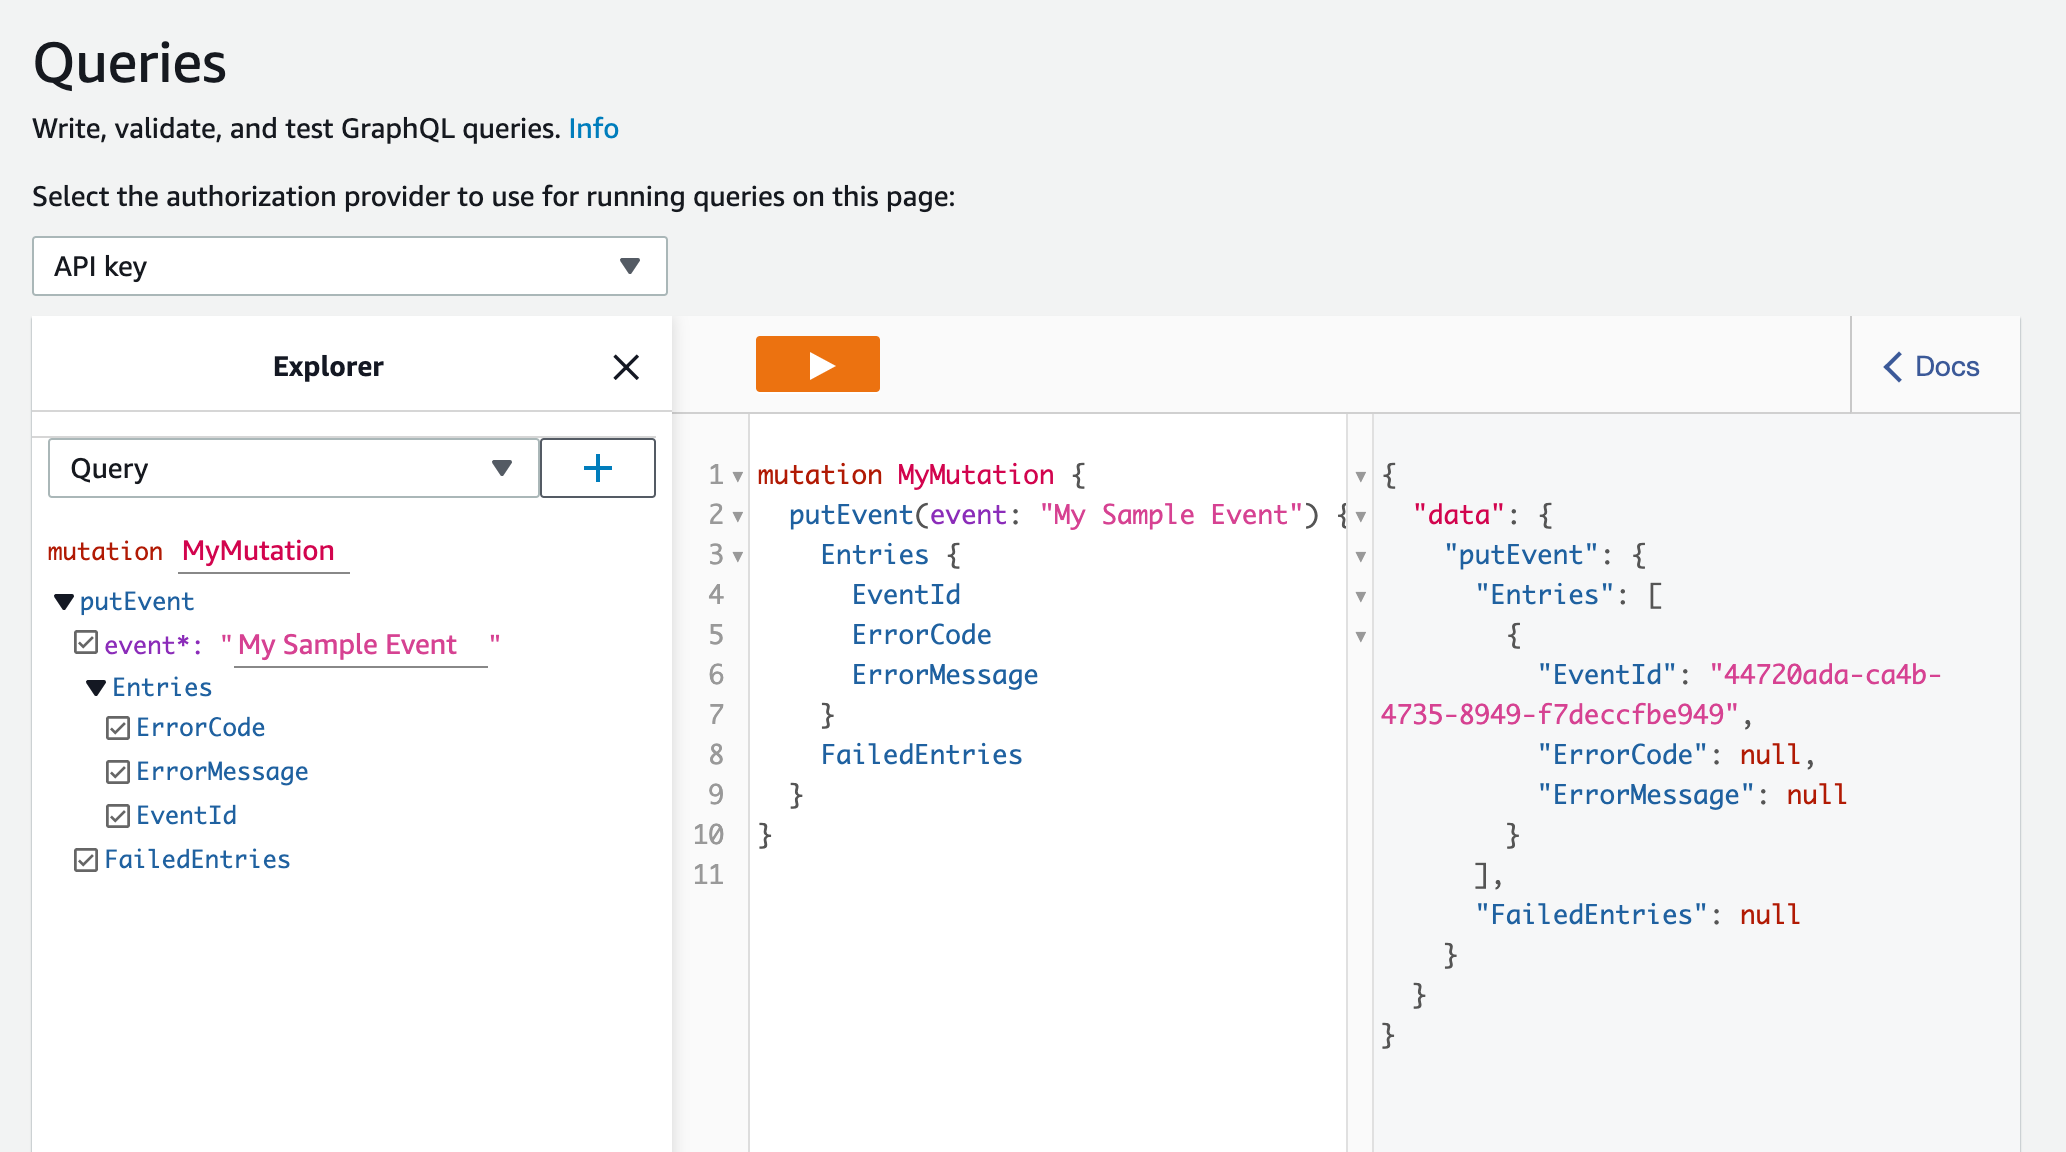 Queries
Write, validate, and test GraphQL queries. Info
Select the authorization provider to use for running queries on this page:
API key
Explorer
Query
mutation MyMutation
putEvent
event*: "My Sample Event"
Entries
ErrorCode
ErrorMessage
EventId
FailedEntries
Docs
1 mutation MyMutation {
2 putEvent(event: "My Sample Event") {
3 Entries {
4 EventId
5 ErrorCode
6 ErrorMessage
7 }
8 FailedEntries
9 }
10 }
11
{
"data": {
"putEvent": {
"Entries": [
{
"EventId": "44720ada-ca4b-
4735-8949-f7deccfbe949",
"ErrorCode": null,
"ErrorMessage": null
}
],
"FailedEntries": null
}
}
}